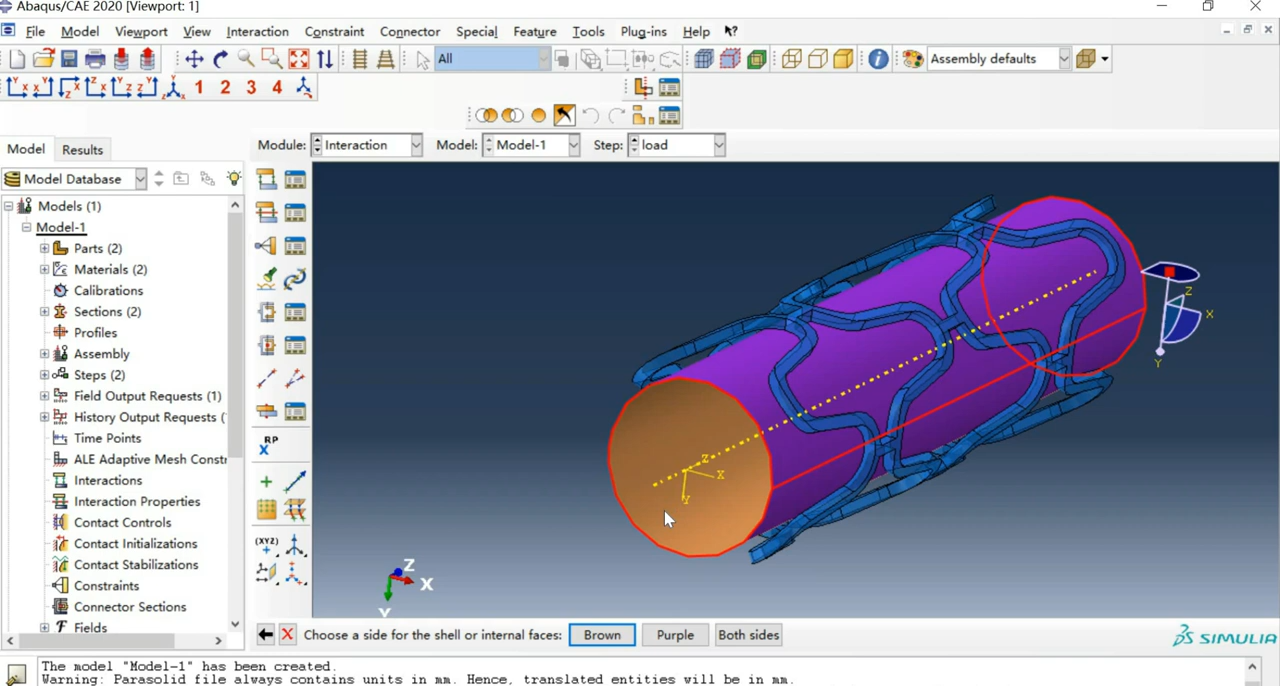 Abaqus/CAE 2020 [Viewport: 1]
File Model Viewport View Interaction Constraint Connector Special Feature Tools Plug-ins Help
All
Assembly defaults
1 2 3 4
Model Results
Module: Interaction Model: Model-1 Step: load
Model Database
Models (1)
Model-1
Parts (2)
Materials (2)
Calibrations
Sections (2)
Profiles
Assembly
Steps (2)
Field Output Requests (1)
History Output Requests (
Time Points
ALE Adaptive Mesh Constr
Interactions
Interaction Properties
Contact Controls
Contact Initializations
Contact Stabilizations
Constraints
Connector Sections
Fields
RP
(XYZ)
Z
X
Y
Z
X
Y
Z
X
Y
Choose a side for the shell or internal faces: Brown Purple Both sides
SIMULIA
The model "Model-1" has been created.
Warning: Parasolid file always contains units in mm. Hence, translated entities will be in mm.